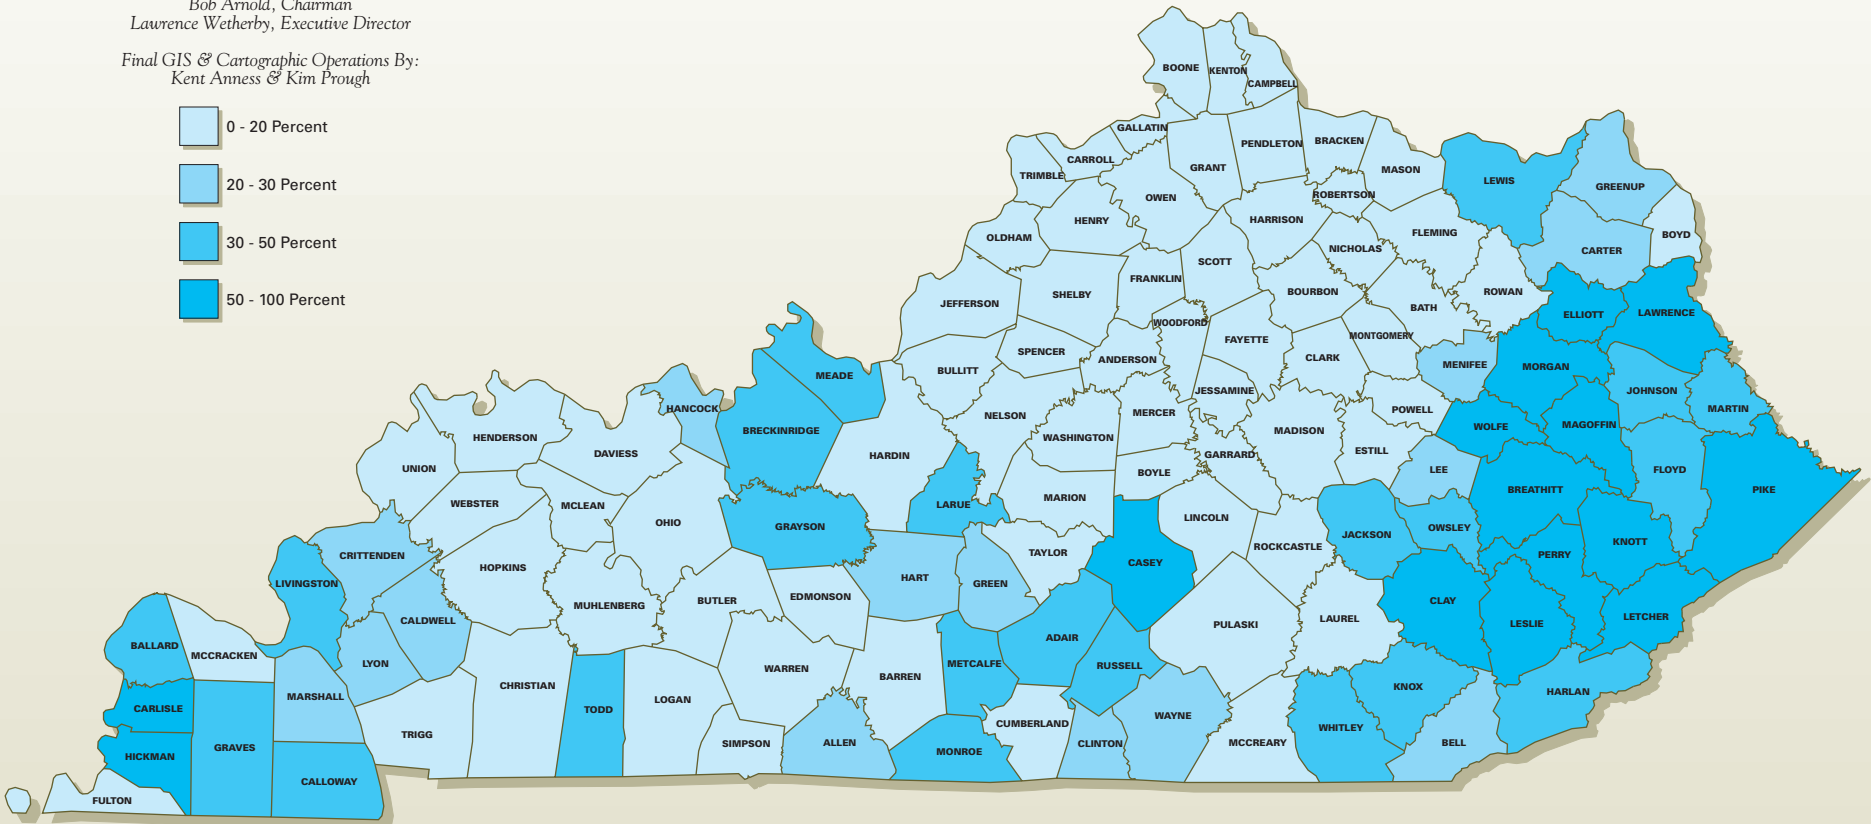 Bob Arnold, Chairman
Lawrence Wetherby, Executive Director
Final GIS & Cartographic Operations By:
Kent Anness & Kim Prough
0 - 20 Percent
20 - 30 Percent
30 - 50 Percent
50 - 100 Percent
BOONE
KENTON
CAMPBELL
GALLATIN
PENDLETON
BRACKEN
CARROLL
GRANT
MASON
TRIMBLE
LEWIS
GREENUP
ROBERTSON
OWEN
HENRY
HARRISON
FLEMING
BOYD
OLDHAM
NICHOLAS
CARTER
SCOTT
FRANKLIN
BOURBON
ROWAN
SHELBY
JEFFERSON
BATH
LAWRENCE
ELLIOTT
WOODFORD
MONTGOMERY
FAYETTE
SPENCER
CLARK
ANDERSON
MENIFEE
MORGAN
BULLITT
MEADE
JESSAMINE
JOHNSON
HANCOCK
MARTIN
POWELL
MERCER
NELSON
MAGOFFIN
WOLFE
BRECKINRIDGE
MADISON
HENDERSON
WASHINGTON
ESTILL
DAVIESS
GARRARD
HARDIN
UNION
LEE
FLOYD
BOYLE
PIKE
BREATHITT
MARION
WEBSTER
MCLEAN
LARUE
LINCOLN
OHIO
GRAYSON
OWSLEY
JACKSON
KNOTT
ROCKCASTLE
TAYLOR
PERRY
CRITTENDEN
CASEY
HOPKINS
HART
LIVINGSTON
GREEN
EDMONSON
BUTLER
CLAY
MUHLENBERG
LETCHER
LAUREL
CALDWELL
LESLIE
PULASKI
ADAIR
BALLARD
MCCRACKEN
LYON
METCALFE
RUSSELL
WARREN
BARREN
CHRISTIAN
KNOX
HARLAN
MARSHALL
LOGAN
CARLISLE
TODD
WAYNE
CUMBERLAND
WHITLEY
TRIGG
ALLEN
SIMPSON
CLINTON
MCCREARY
BELL
GRAVES
MONROE
HICKMAN
CALLOWAY
FULTON